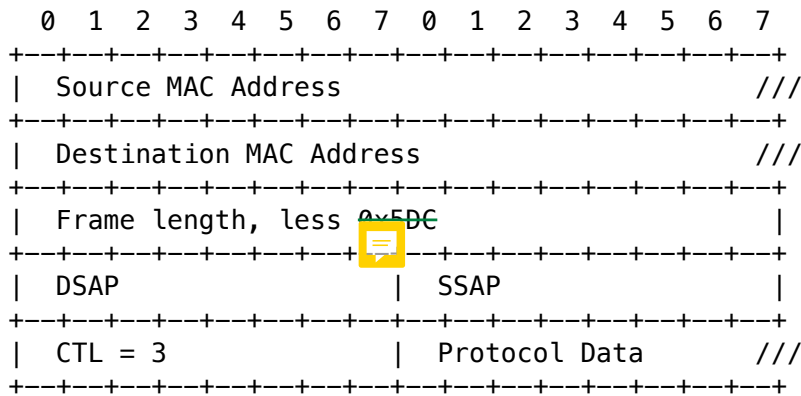 0 1 2 3 4 5 6 7 0 1 2 3 4 5 6 7
+--+--+--+--+--+--+--+--+--+--+--+--+--+--+--+--+
| Source MAC Address ///
+--+--+--+--+--+--+--+--+--+--+--+--+--+--+--+--+
| Destination MAC Address ///
+--+--+--+--+--+--+--+--+--+--+--+--+--+--+--+--+
| Frame length, less 0x5DC |
+--+--+--+--+--+--+--+--+--+--+--+--+--+--+--+--+
| DSAP | SSAP |
+--+--+--+--+--+--+--+--+--+--+--+--+--+--+--+--+
| CTL = 3 | Protocol Data ///
+--+--+--+--+--+--+--+--+--+--+--+--+--+--+--+--+